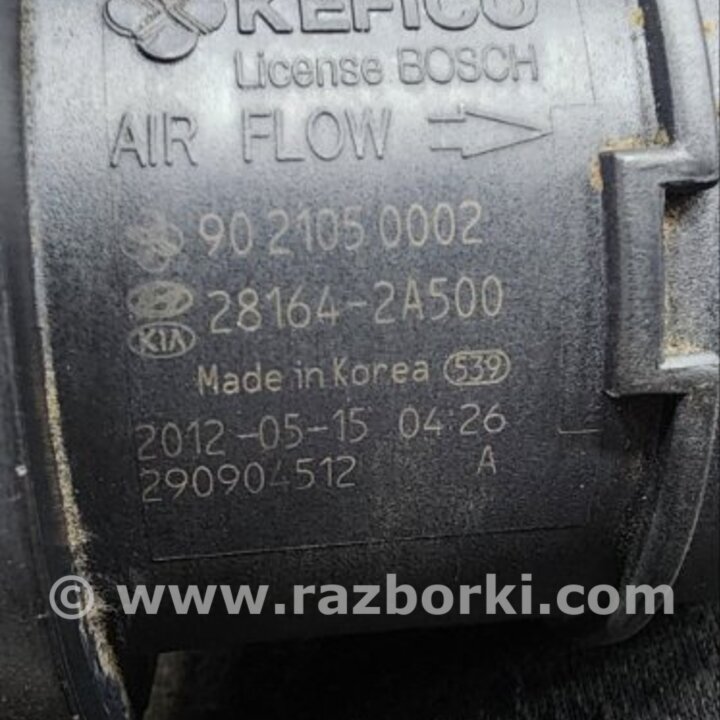 KEFICO
License BOSCH
AIR FLOW
90 2105 0002
28164-2A500
KIA
Made in Korea 539
2012-05-15 04:26
290904512 A
© www.razborki.com